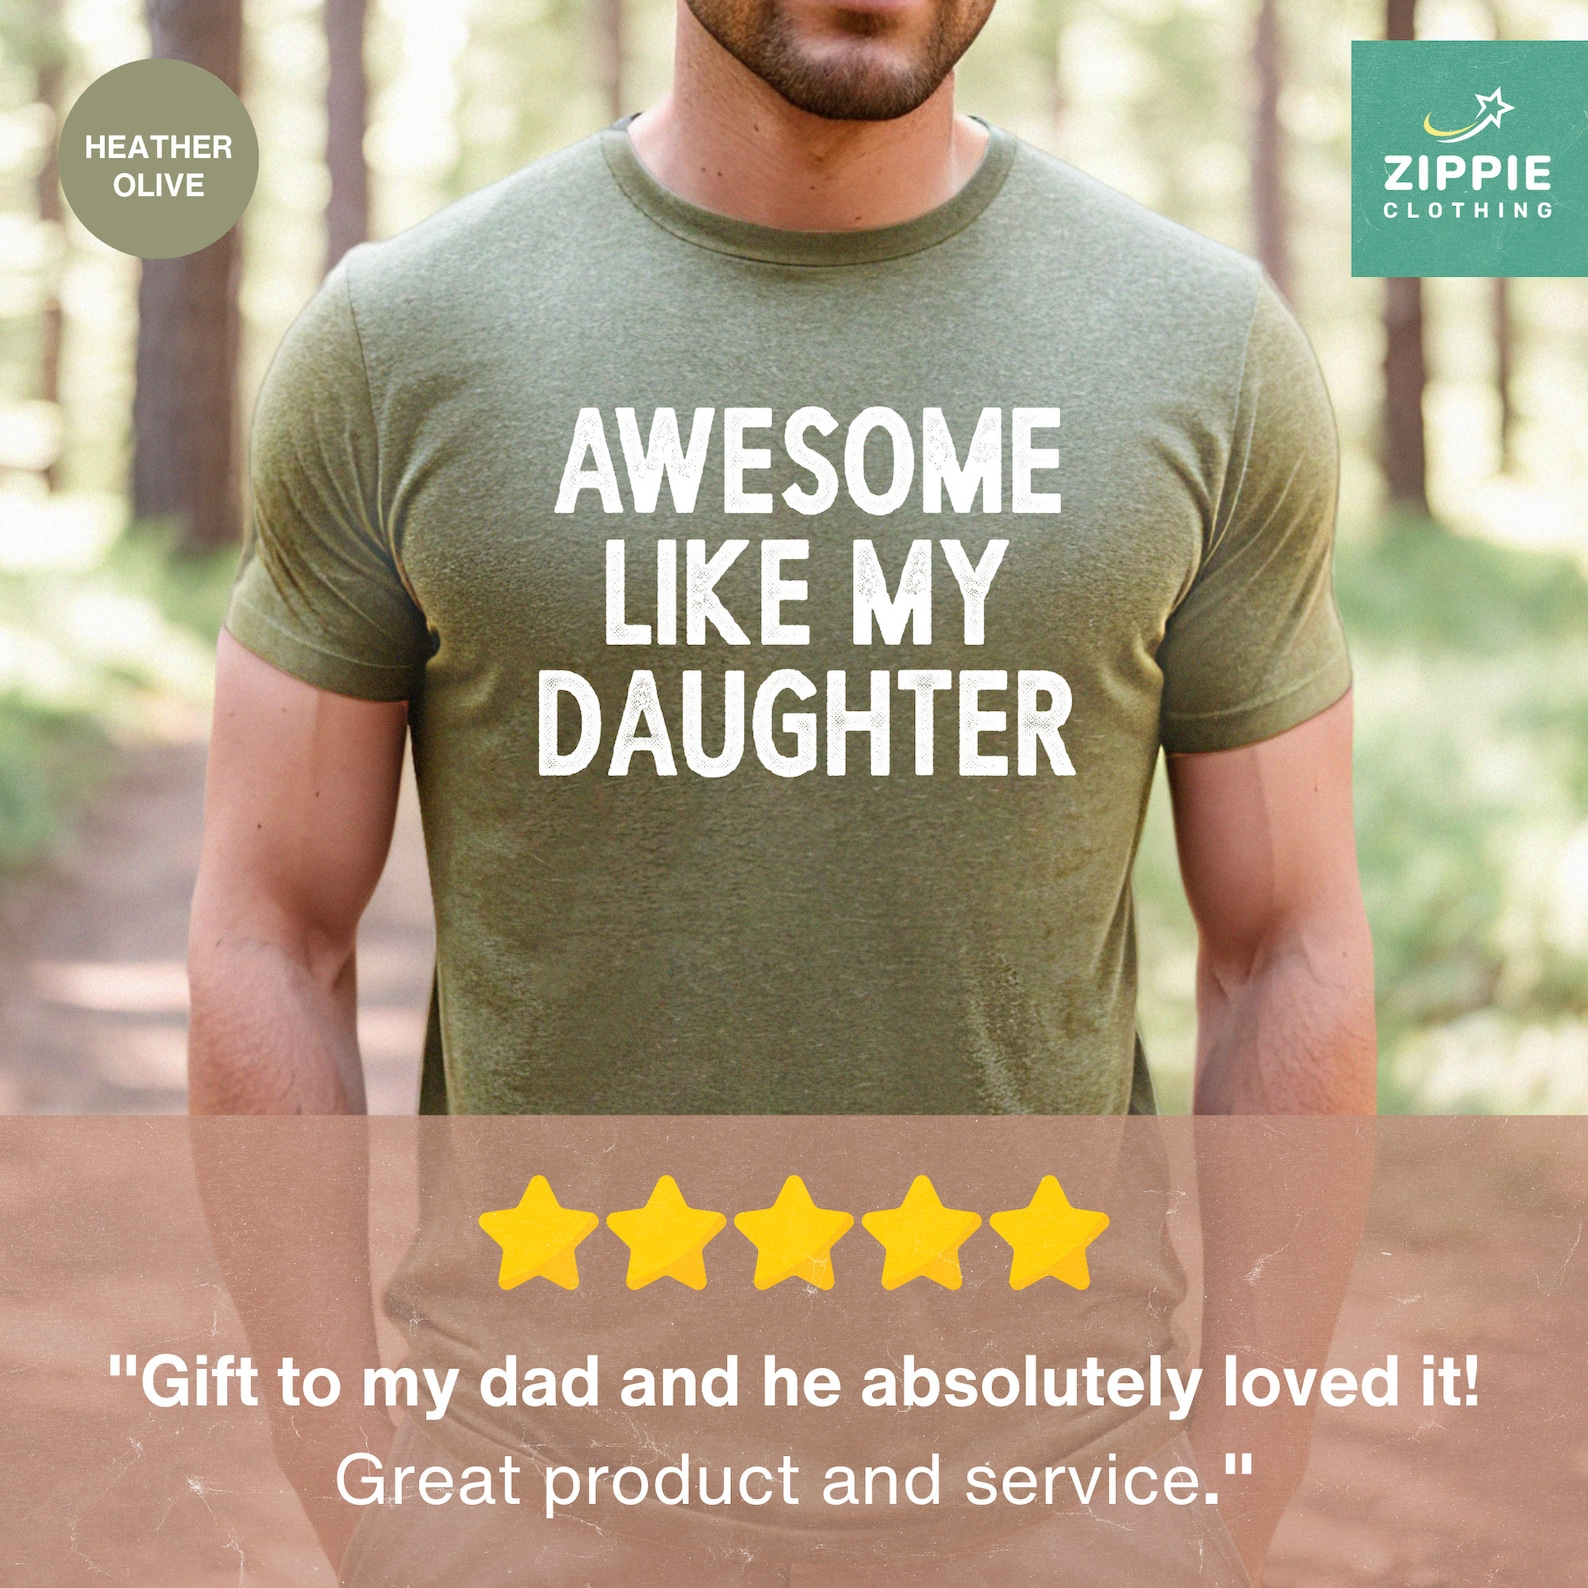 HEATHER
OLIVE
ZIPPIE
CLOTHING
AWESOME
LIKE MY
DAUGHTER
"Gift to my dad and he absolutely loved it!
Great product and service."